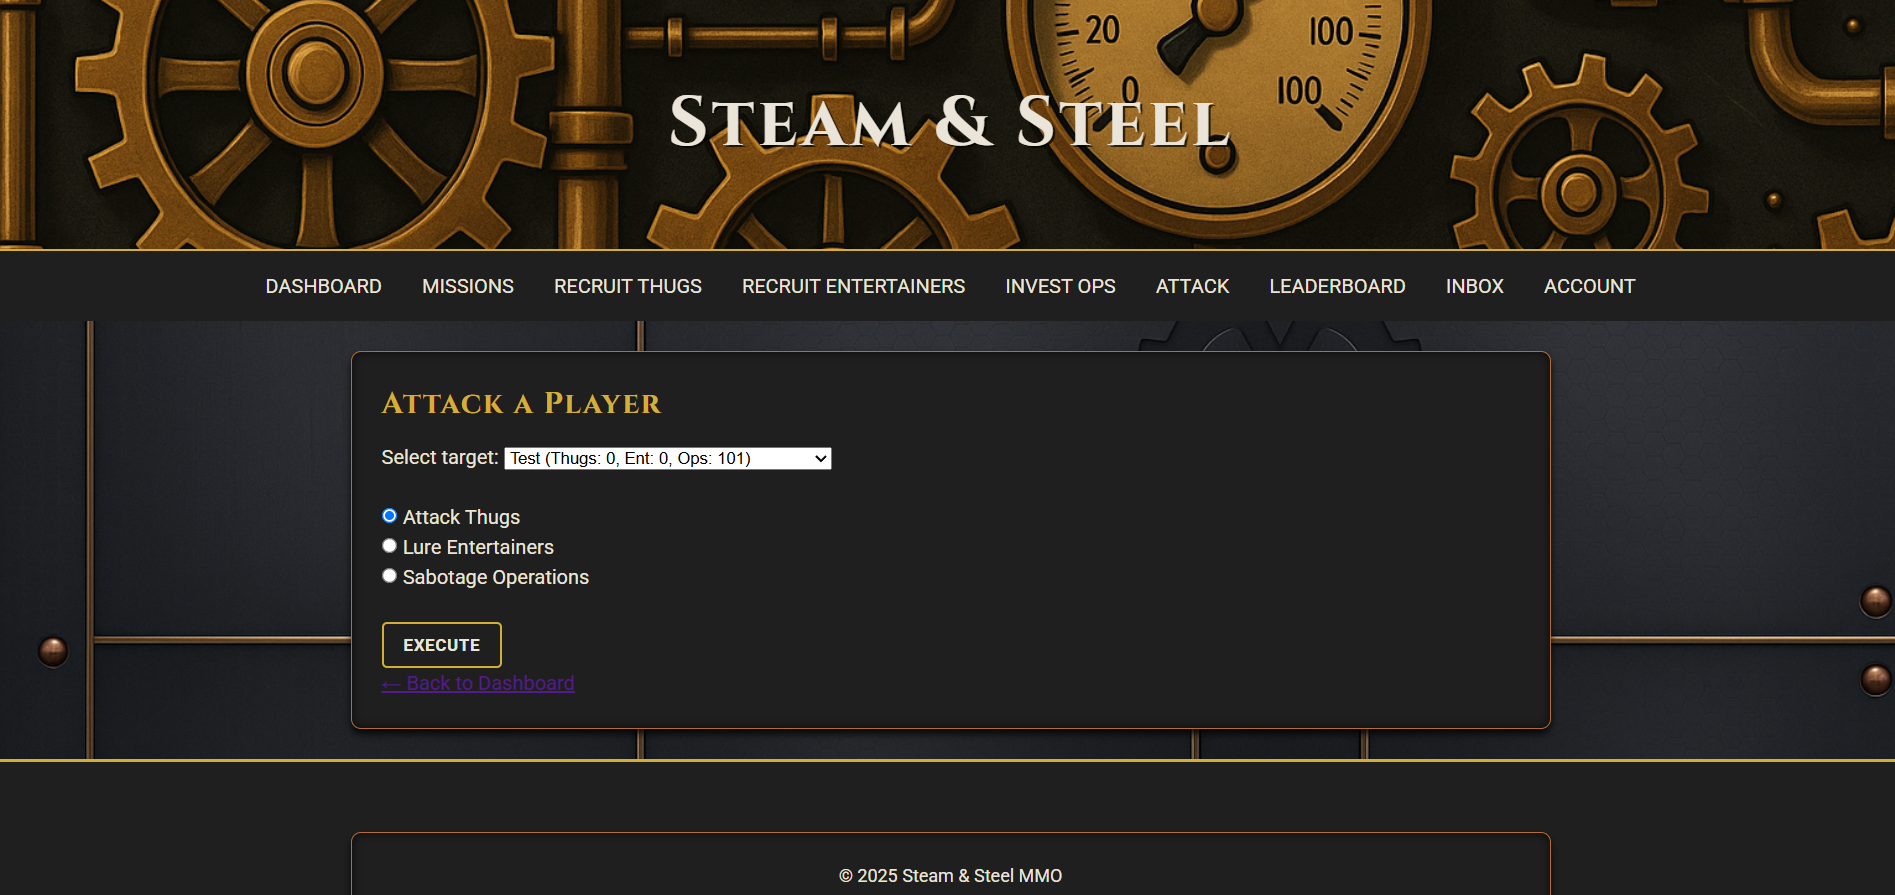 20
100
0
100
Steam & Steel
DASHBOARD MISSIONS RECRUIT THUGS RECRUIT ENTERTAINERS INVEST OPS ATTACK LEADERBOARD INBOX ACCOUNT
Attack a Player
Select target: Test (Thugs: 0, Ent: 0, Ops: 101)
Attack Thugs
Lure Entertainers
Sabotage Operations
EXECUTE
← Back to Dashboard
© 2025 Steam & Steel MMO